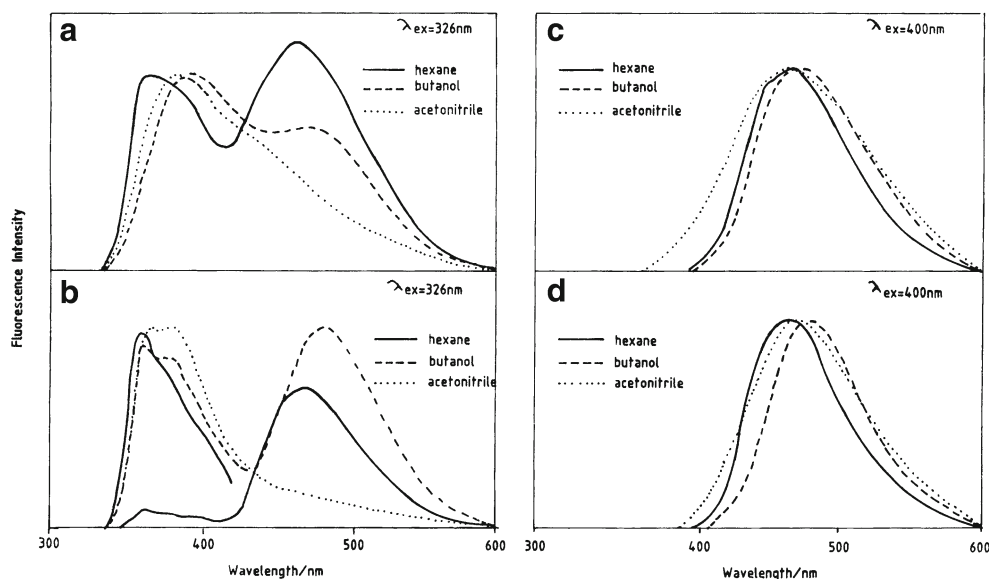 Fluorescence Intensity
a
λex=326nm
hexane
butanol
acetonitrile
b
λex=326nm
hexane
butanol
acetonitrile
300 400 500 600
Wavelength/nm
c
λex=400nm
hexane
butanol
acetonitrile
d
λex=400nm
hexane
butanol
acetonitrile
300 400 500 600
Wavelength/nm